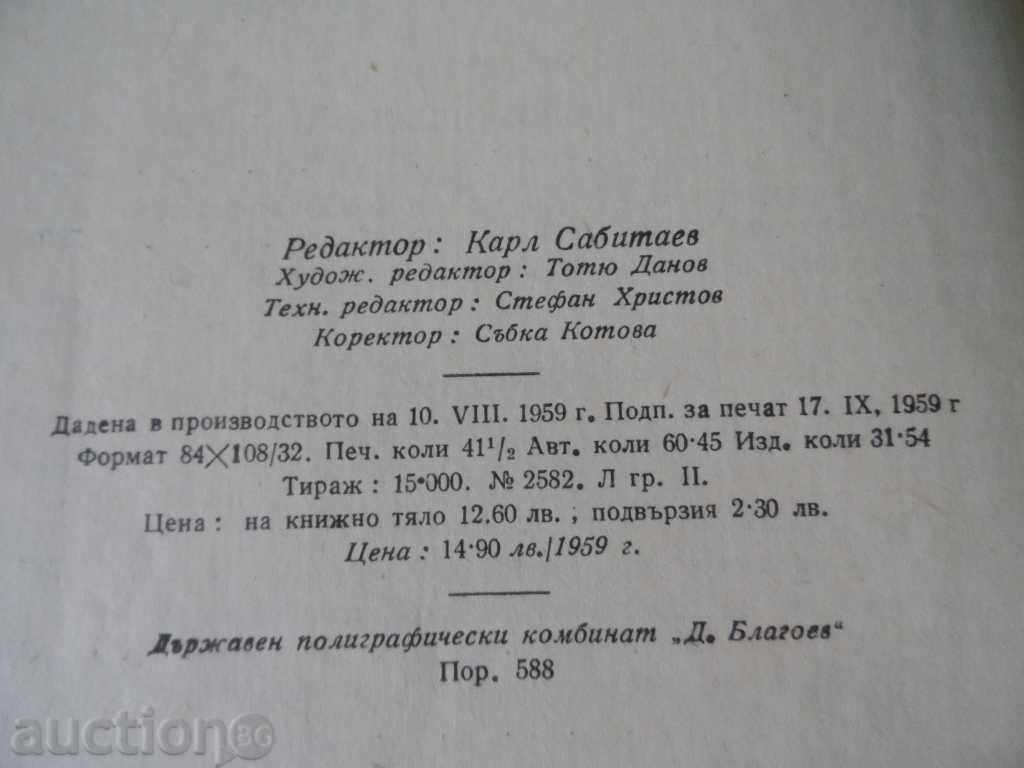 Редактор: Карл Сабитаев
Худож. редактор: Тотю Данов
Техн. редактор: Стефан Христов
Коректор: Събка Котова
Дадена в производството на 10. VIII. 1959 г. Подп. за печат 17. IX, 1959 г
Формат 84×108/32. Печ. коли 41¹/₂ Авт. коли 60·45 Изд. коли 31·54
Тираж: 15·000. № 2582. Л гр. II.
Цена: на книжно тяло 12.60 лв., подвързия 2·30 лв.
Цена: 14·90 лв./1959 г.
Държавен полиграфически комбинат „Д. Благоев“
Пор. 588
auction BG